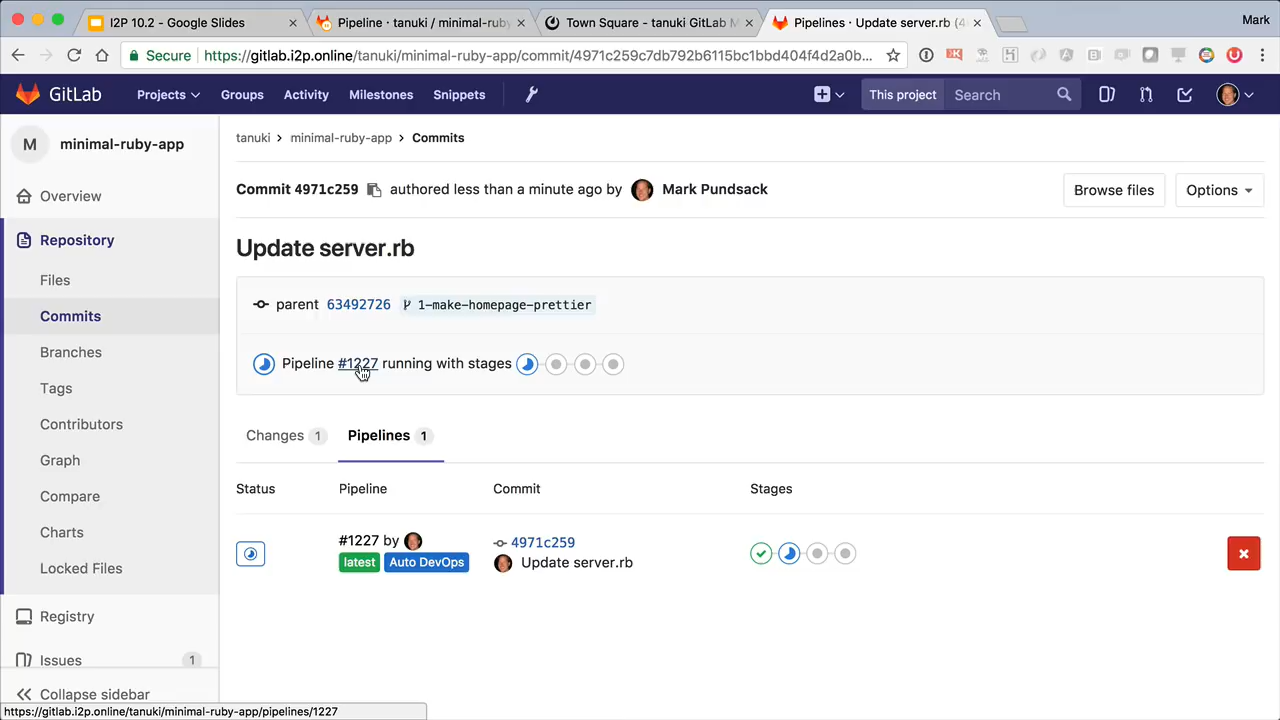 I2P 10.2 - Google Slides
Pipeline · tanuki / minimal-ruby
Town Square - tanuki GitLab M
Pipelines · Update server.rb (4
Mark
Secure https://gitlab.i2p.online/tanuki/minimal-ruby-app/commit/4971c259c7db792b6115bc1bbd404f4d2a0b...
GitLab Projects Groups Activity Milestones Snippets This project Search
M minimal-ruby-app
Overview
Repository
Files
Commits
Branches
Tags
Contributors
Graph
Compare
Charts
Locked Files
Registry
Issues 1
Collapse sidebar
tanuki > minimal-ruby-app > Commits
Commit 4971c259 authored less than a minute ago by Mark Pundsack
Browse files Options
Update server.rb
parent 63492726 1-make-homepage-prettier
Pipeline #1227 running with stages
Changes 1 Pipelines 1
Status Pipeline Commit Stages
#1227 by 4971c259
latest Auto DevOps Update server.rb
https://gitlab.i2p.online/tanuki/minimal-ruby-app/pipelines/1227